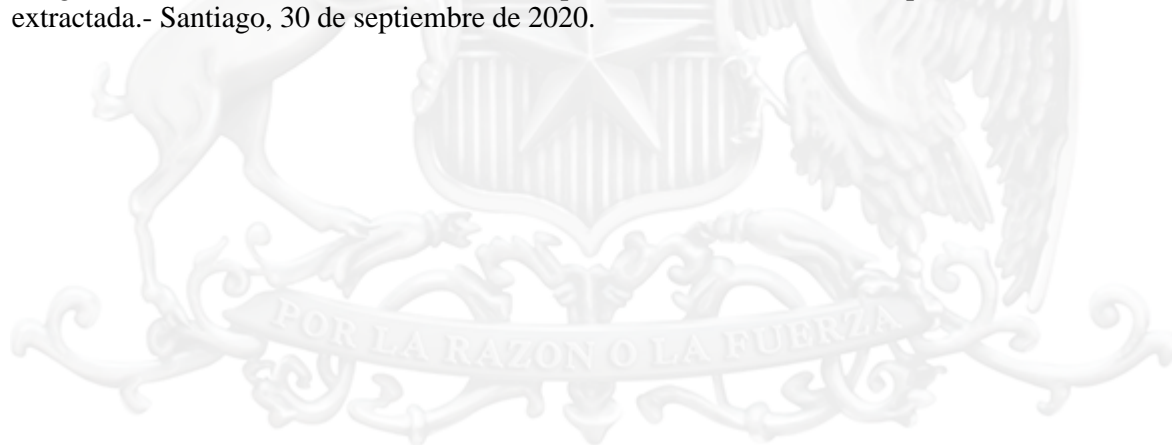 extractada.- Santiago, 30 de septiembre de 2020.
POR LA RAZON O LA FUERZA